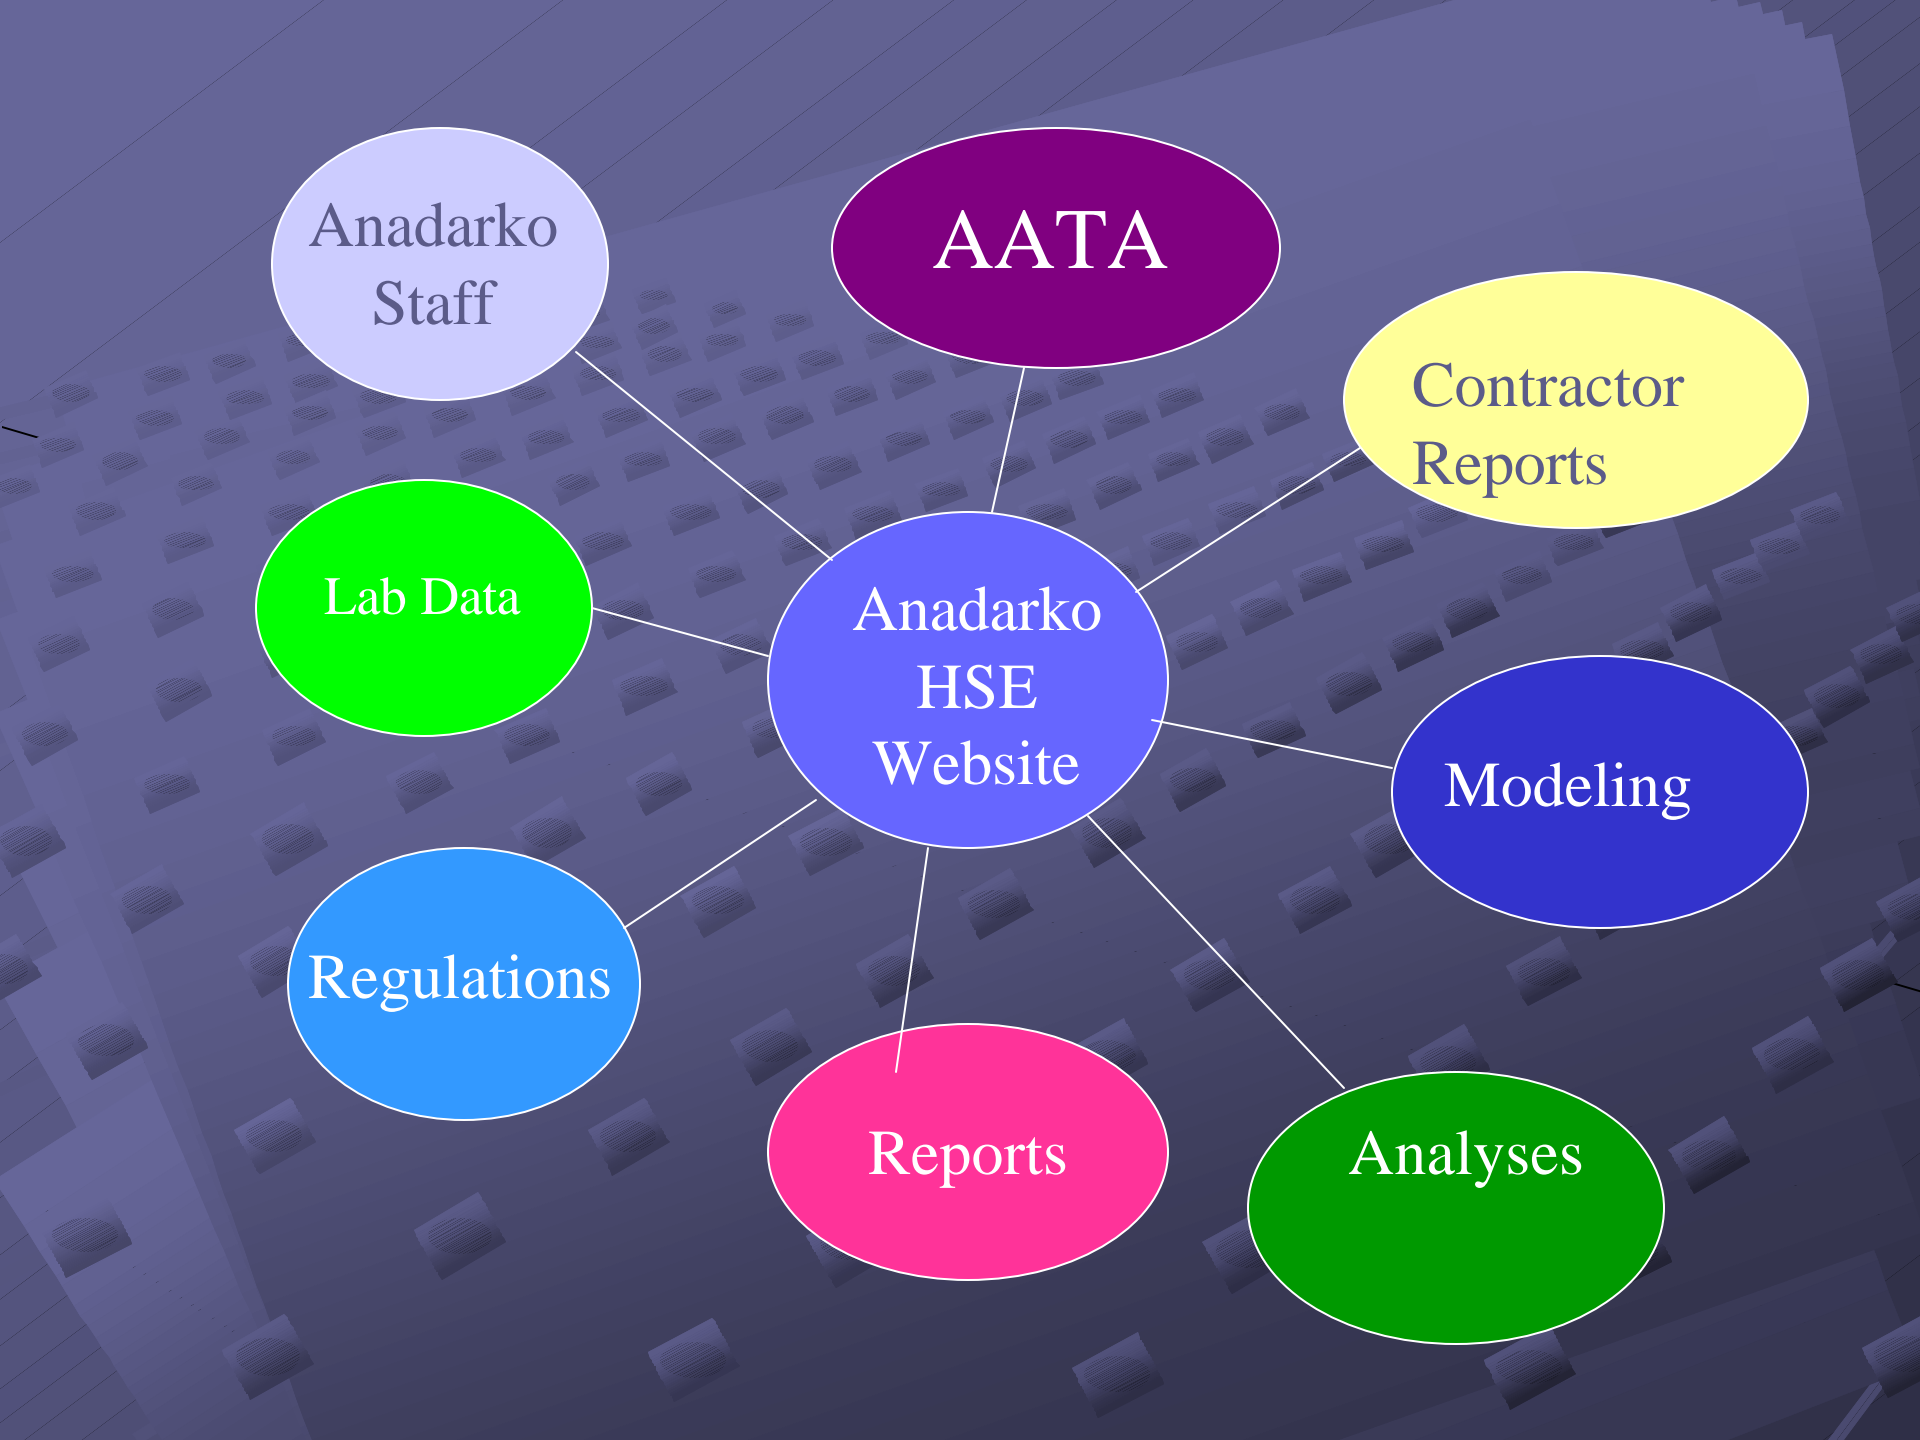 Anadarko
Staff
AATA
Contractor
Reports
Lab Data
Anadarko
HSE
Website
Modeling
Regulations
Reports
Analyses